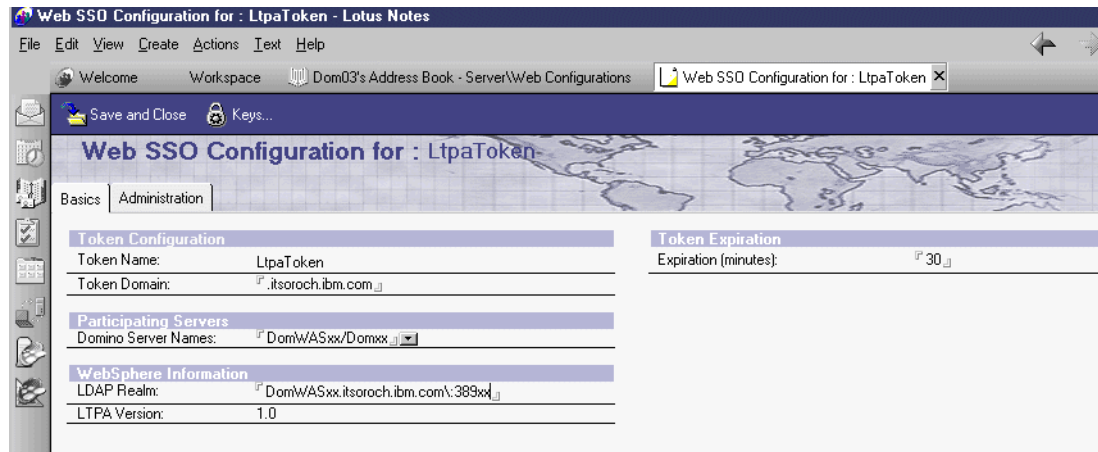 Web SSO Configuration for : LtpaToken - Lotus Notes
File Edit View Create Actions Text Help
Welcome Workspace Dom03's Address Book - Server\Web Configurations Web SSO Configuration for : LtpaToken
Save and Close Keys...
Web SSO Configuration for : LtpaToken
Basics Administration
Token Configuration Token Expiration
Token Name: LtpaToken Expiration (minutes): 30
Token Domain: .itsoroch.ibm.com
Participating Servers
Domino Server Names: DomWASxx/Domxx
WebSphere Information
LDAP Realm: DomWASxx.itsoroch.ibm.com\:389xx
LTPA Version: 1.0